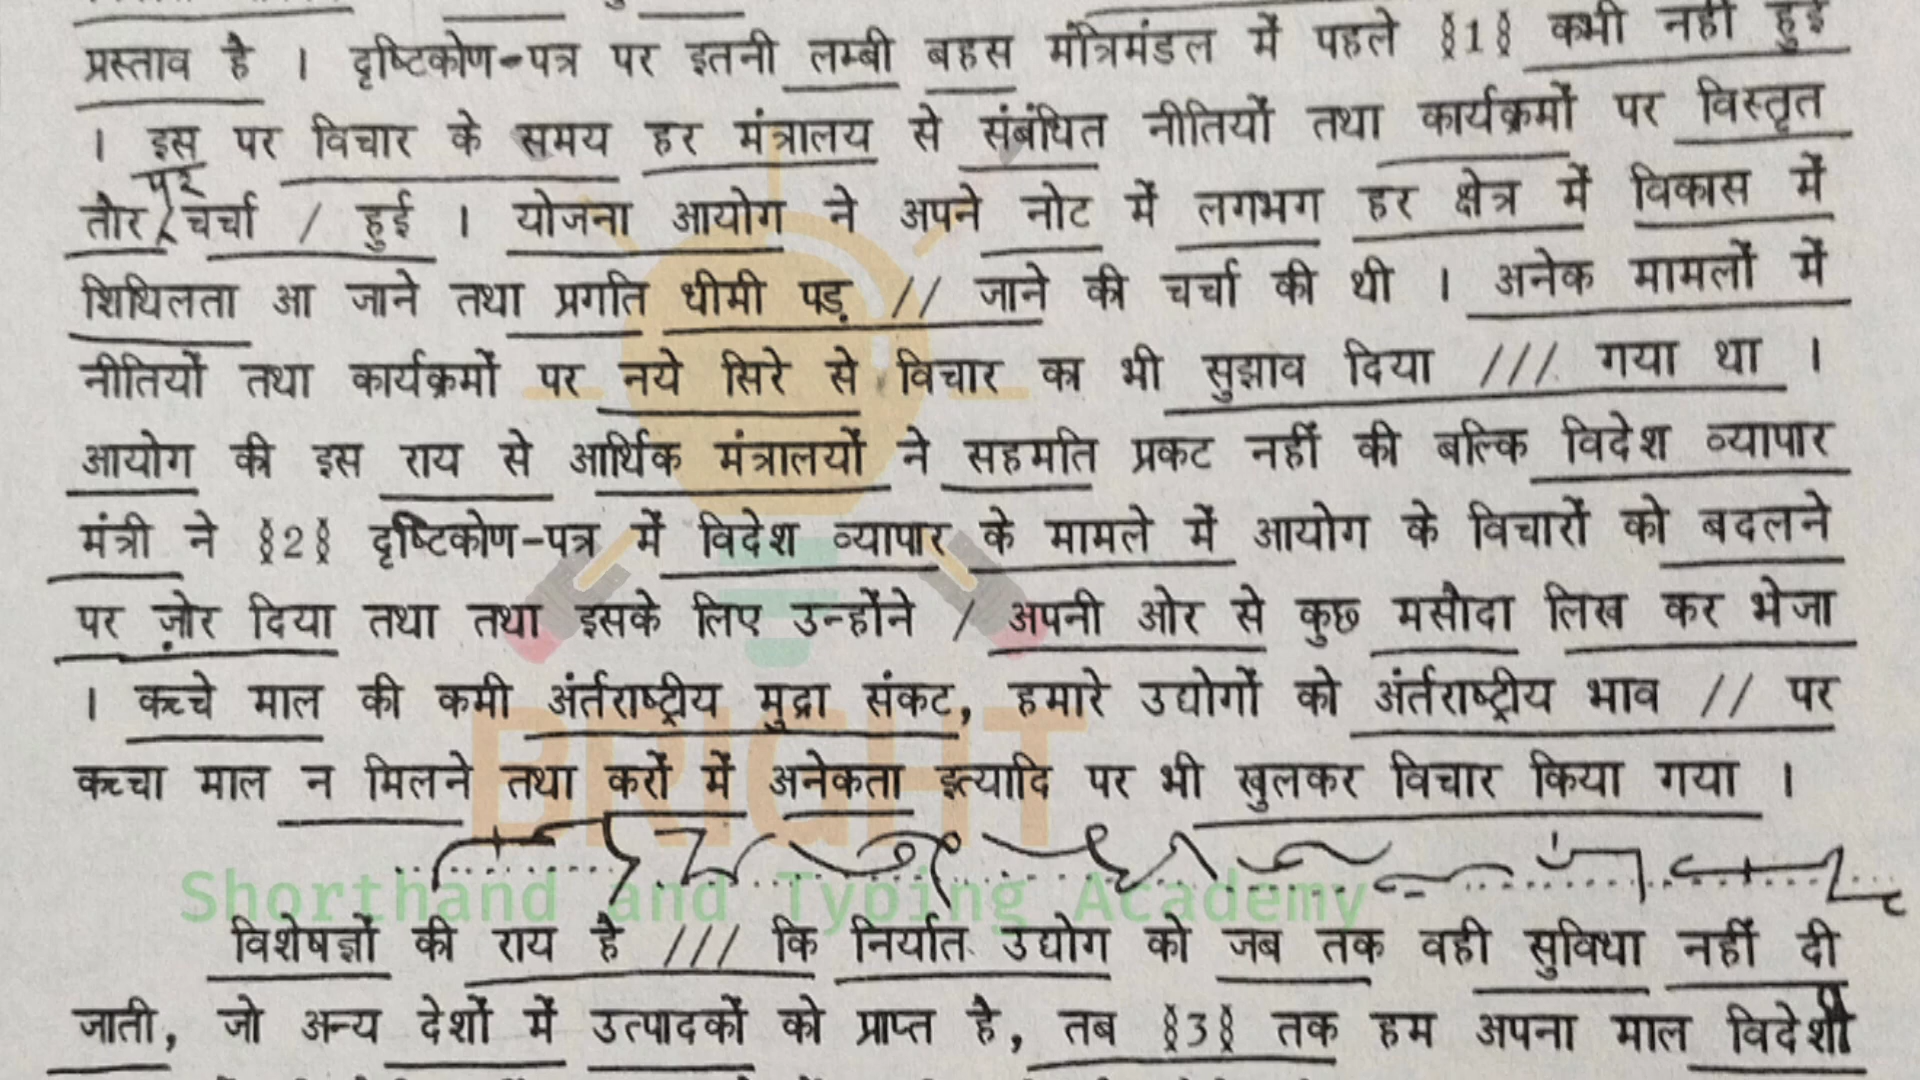 प्रस्ताव है । दृष्टिकोण-पत्र पर इतनी लम्बी बहस मंत्रिमंडल में पहले §1§ कभी नहीं हुई
। इस पर विचार के समय हर मंत्रालय से संबंधित नीतियों तथा कार्यक्रमों पर विस्तृत
तौर पर चर्चा / हुई । योजना आयोग ने अपने नोट में लगभग हर क्षेत्र में विकास में
शिथिलता आ जाने तथा प्रगति धीमी पड़ // जाने की चर्चा की थी । अनेक मामलों में
नीतियों तथा कार्यक्रमों पर नये सिरे से विचार का भी सुझाव दिया /// गया था ।
आयोग की इस राय से आर्थिक मंत्रालयों ने सहमति प्रकट नहीं की बल्कि विदेश व्यापार
मंत्री ने §2§ दृष्टिकोण-पत्र में विदेश व्यापार के मामले में आयोग के विचारों को बदलने
पर ज़ोर दिया तथा तथा इसके लिए उन्होंने / अपनी ओर से कुछ मसौदा लिख कर भेजा
। कच्चे माल की कमी अंर्तराष्ट्रीय मुद्रा संकट, हमारे उद्योगों को अंर्तराष्ट्रीय भाव // पर
कच्चा माल न मिलने तथा करों में अनेकता इत्यादि पर भी खुलकर विचार किया गया ।
BRIGHT
Shorthand and Typing Academy
विशेषज्ञों की राय है /// कि निर्यात उद्योग को जब तक वही सुविधा नहीं दी
जाती, जो अन्य देशों में उत्पादकों को प्राप्त है, तब §3§ तक हम अपना माल विदेशी